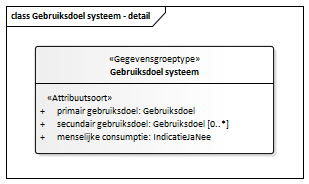 class Gebruiksdoel systeem - detail
«Gegevensgroeptype»
Gebruiksdoel systeem
«Attribuutsoort»
+ primair gebruiksdoel: Gebruiksdoel
+ secundair gebruiksdoel: Gebruiksdoel [0..*]
+ menselijke consumptie: IndicatieJaNee